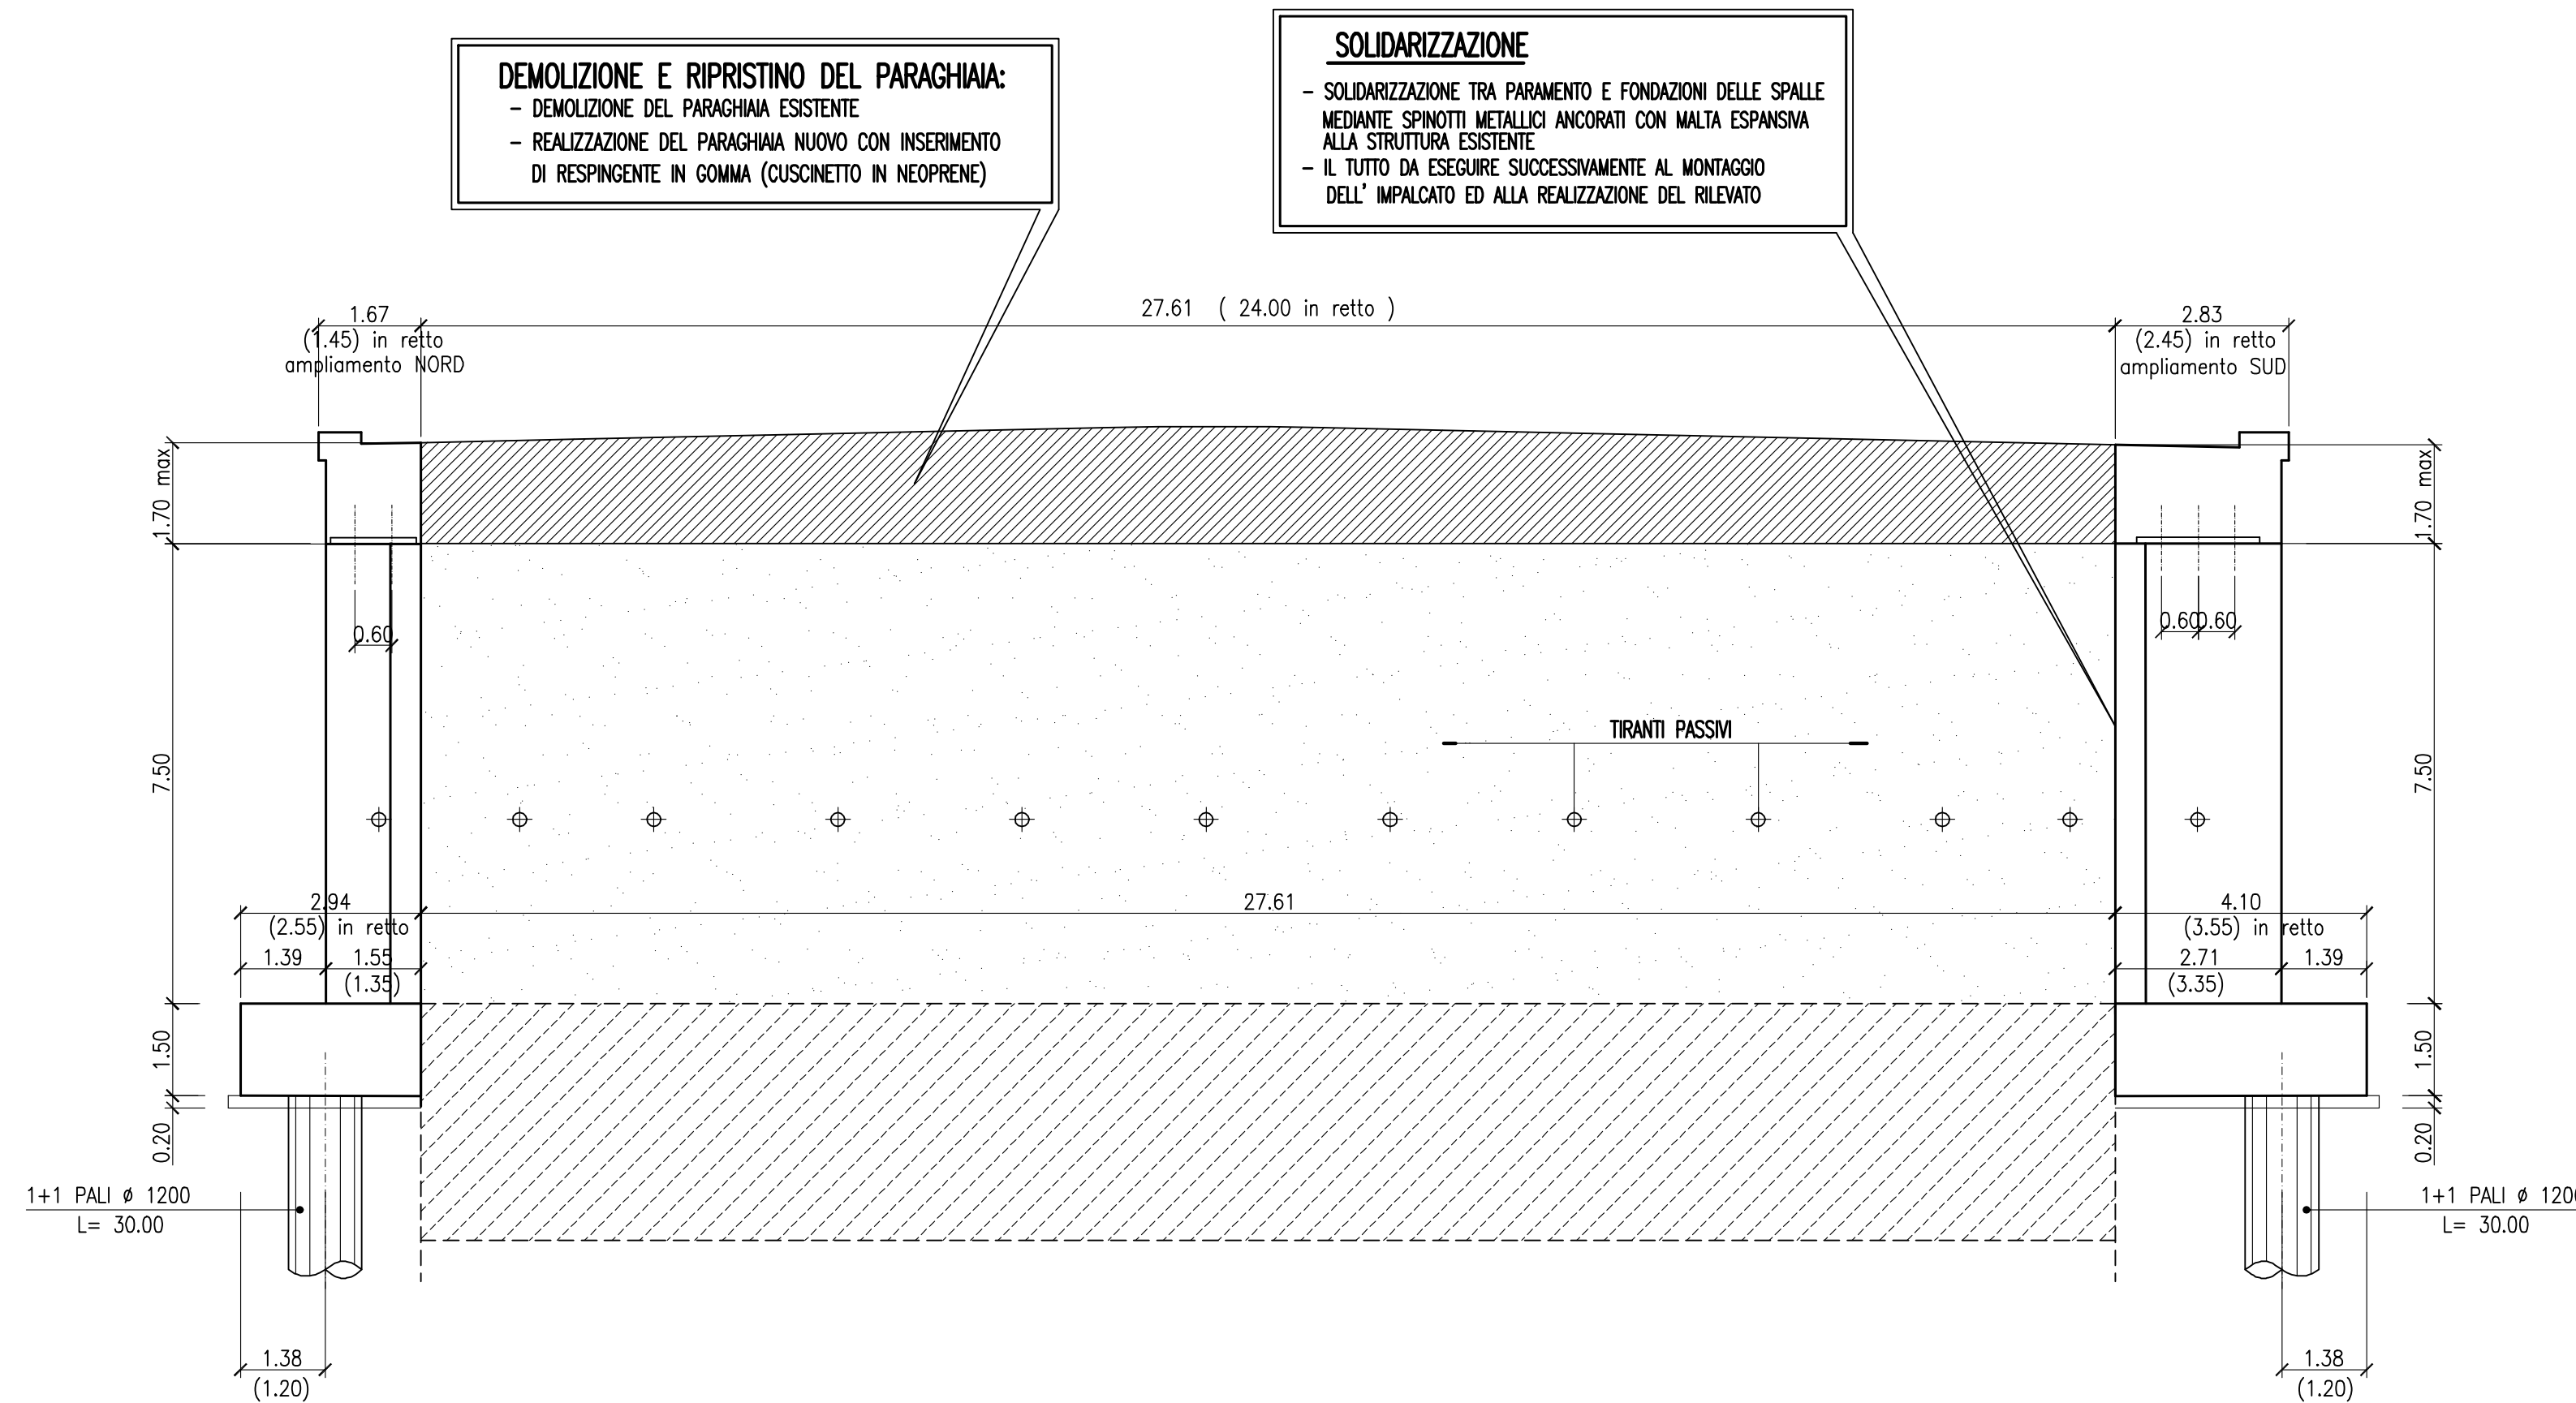 DEMOLIZIONE E RIPRISTINO DEL PARAGHIAIA:
- DEMOLIZIONE DEL PARAGHIAIA ESISTENTE
- REALIZZAZIONE DEL PARAGHIAIA NUOVO CON INSERIMENTO
DI RESPINGENTE IN GOMMA (CUSCINETTO IN NEOPRENE)
SOLIDARIZZAZIONE
- SOLIDARIZZAZIONE TRA PARAMENTO E FONDAZIONI DELLE SPALLE
MEDIANTE SPINOTTI METALLICI ANCORATI CON MALTA ESPANSIVA
ALLA STRUTTURA ESISTENTE
- IL TUTTO DA ESEGUIRE SUCCESSIVAMENTE AL MONTAGGIO
DELL' IMPALCATO ED ALLA REALIZZAZIONE DEL RILEVATO
1.67
(1.45) in retto
ampliamento NORD
27.61 ( 24.00 in retto )
2.83
(2.45) in retto
ampliamento SUD
1.70 max
1.70 max
0.60
0.60
0.60
7.50
7.50
TIRANTI PASSIVI
2.94
(2.55) in retto
27.61
4.10
(3.55) in retto
1.39
1.55
(1.35)
2.71
(3.35)
1.39
1.50
1.50
0.20
0.20
1+1 PALI ø 1200
L= 30.00
1+1 PALI ø 1200
L= 30.00
1.38
(1.20)
1.38
(1.20)